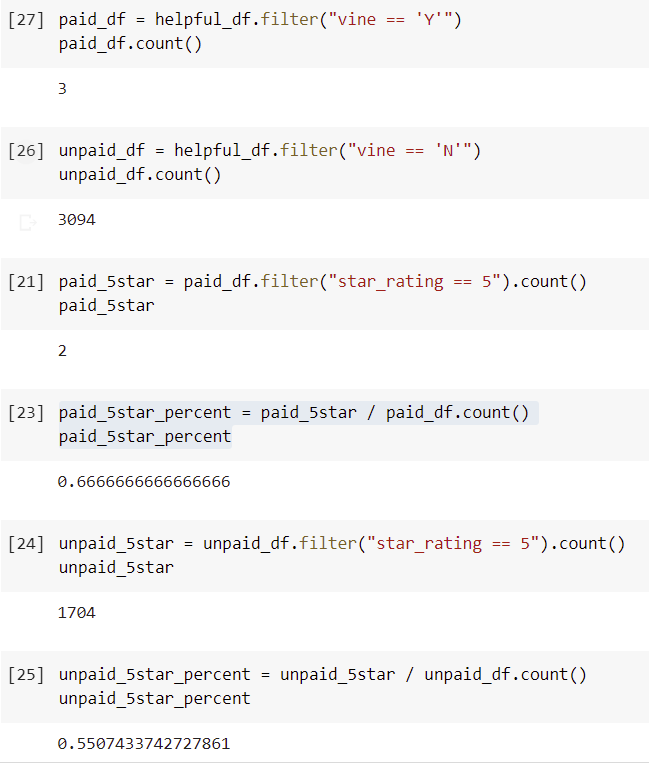 [27] paid_df = helpful_df.filter("vine == 'Y'")
paid_df.count()
3
[26] unpaid_df = helpful_df.filter("vine == 'N'")
unpaid_df.count()
3094
[21] paid_5star = paid_df.filter("star_rating == 5").count()
paid_5star
2
[23] paid_5star_percent = paid_5star / paid_df.count()
paid_5star_percent
0.6666666666666666
[24] unpaid_5star = unpaid_df.filter("star_rating == 5").count()
unpaid_5star
1704
[25] unpaid_5star_percent = unpaid_5star / unpaid_df.count()
unpaid_5star_percent
0.5507433742727861